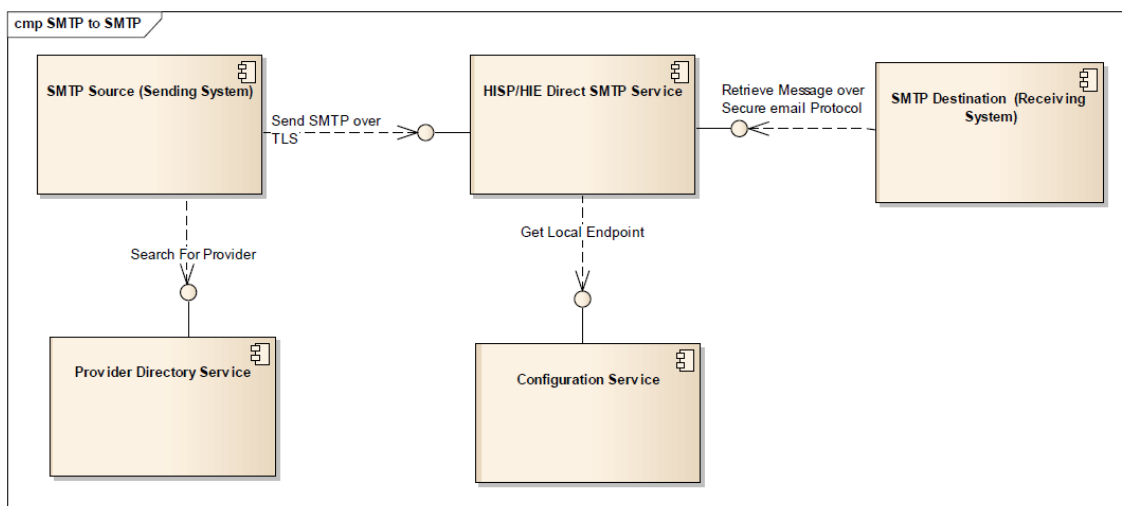 cmp SMTP to SMTP
SMTP Source (Sending System)
Send SMTP over
TLS
HISP/HIE Direct SMTP Service
Retrieve Message over
Secure email Protocol
SMTP Destination (Receiving
System)
Search For Provider
Get Local Endpoint
Provider Directory Service
Configuration Service